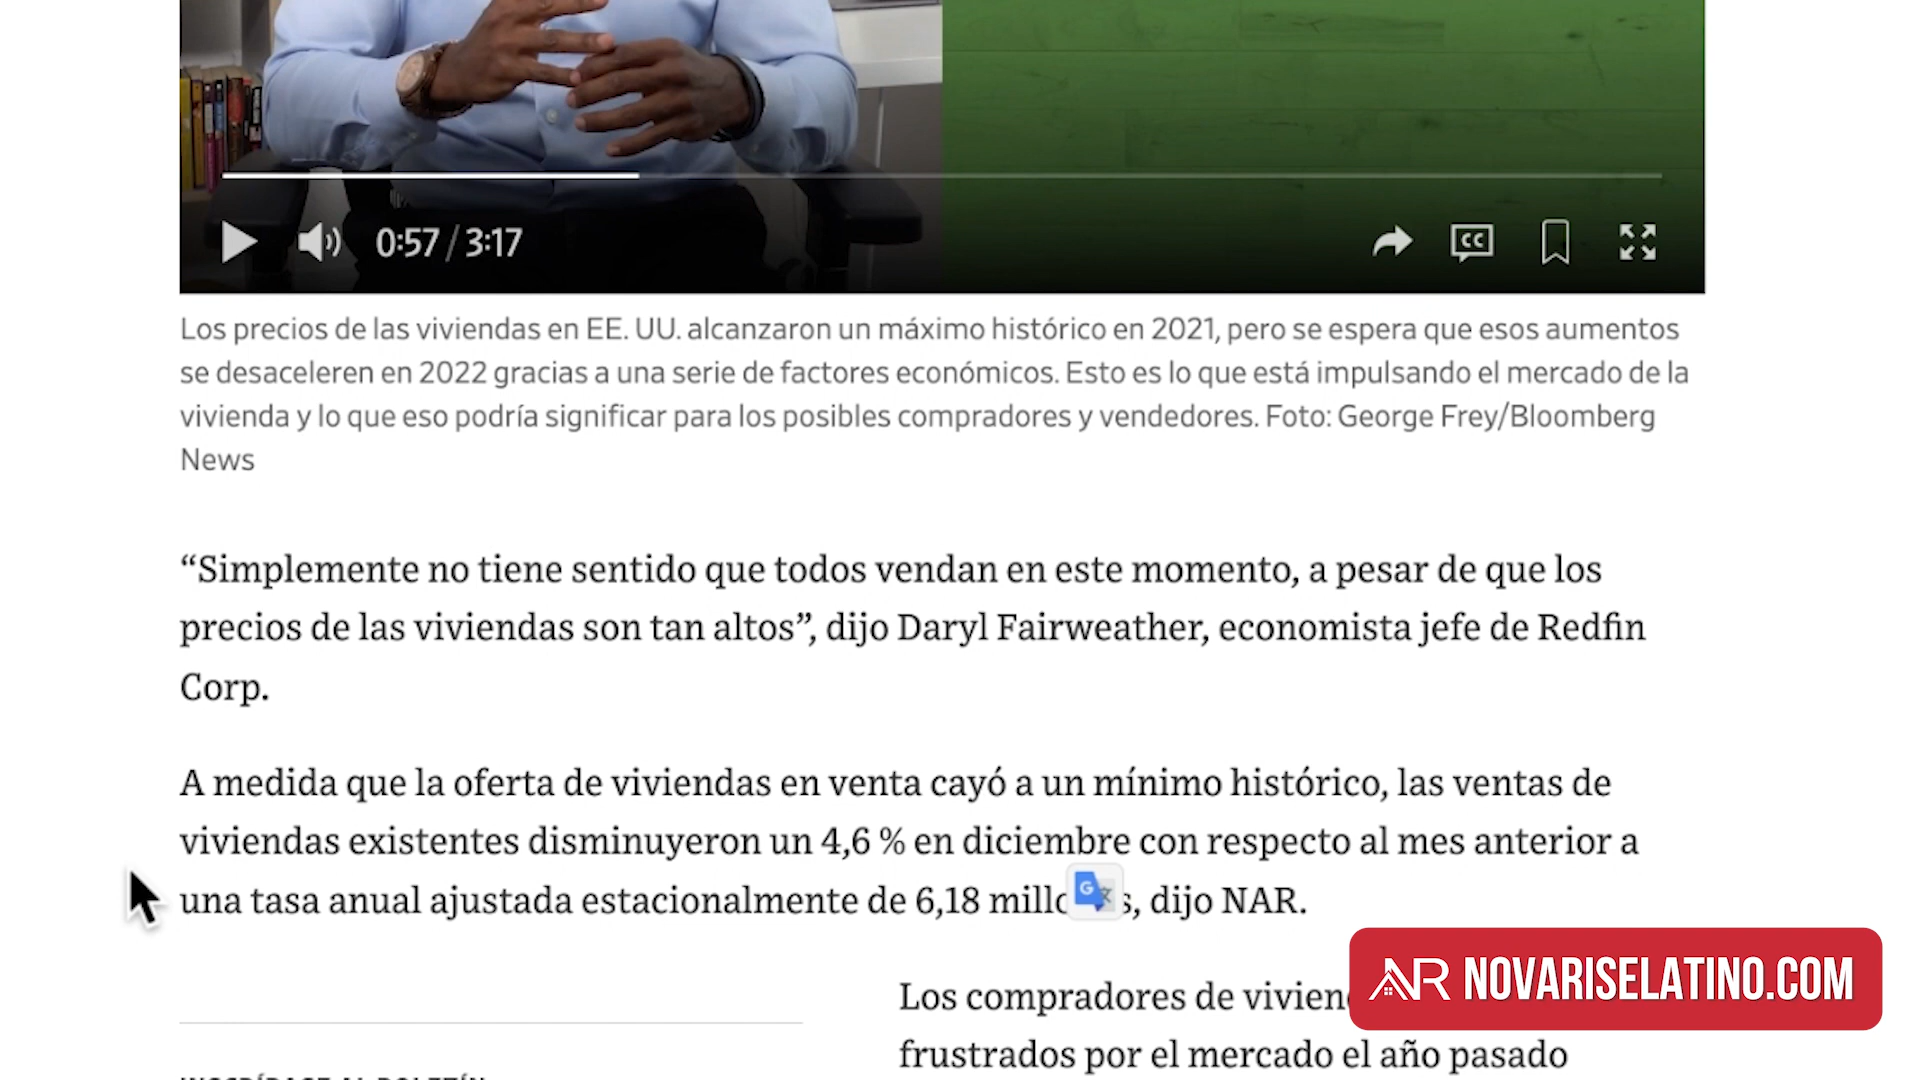 0:57 / 3:17
CC
Los precios de las viviendas en EE. UU. alcanzaron un máximo histórico en 2021, pero se espera que esos aumentos
se desaceleren en 2022 gracias a una serie de factores económicos. Esto es lo que está impulsando el mercado de la
vivienda y lo que eso podría significar para los posibles compradores y vendedores. Foto: George Frey/Bloomberg
News
“Simplemente no tiene sentido que todos vendan en este momento, a pesar de que los
precios de las viviendas son tan altos”, dijo Daryl Fairweather, economista jefe de Redfin
Corp.
A medida que la oferta de viviendas en venta cayó a un mínimo histórico, las ventas de
viviendas existentes disminuyeron un 4,6 % en diciembre con respecto al mes anterior a
una tasa anual ajustada estacionalmente de 6,18 , dijo NAR.
G
Los compradores de
frustrados por el mercado el año pasado
NR NOVARISELATINO.COM